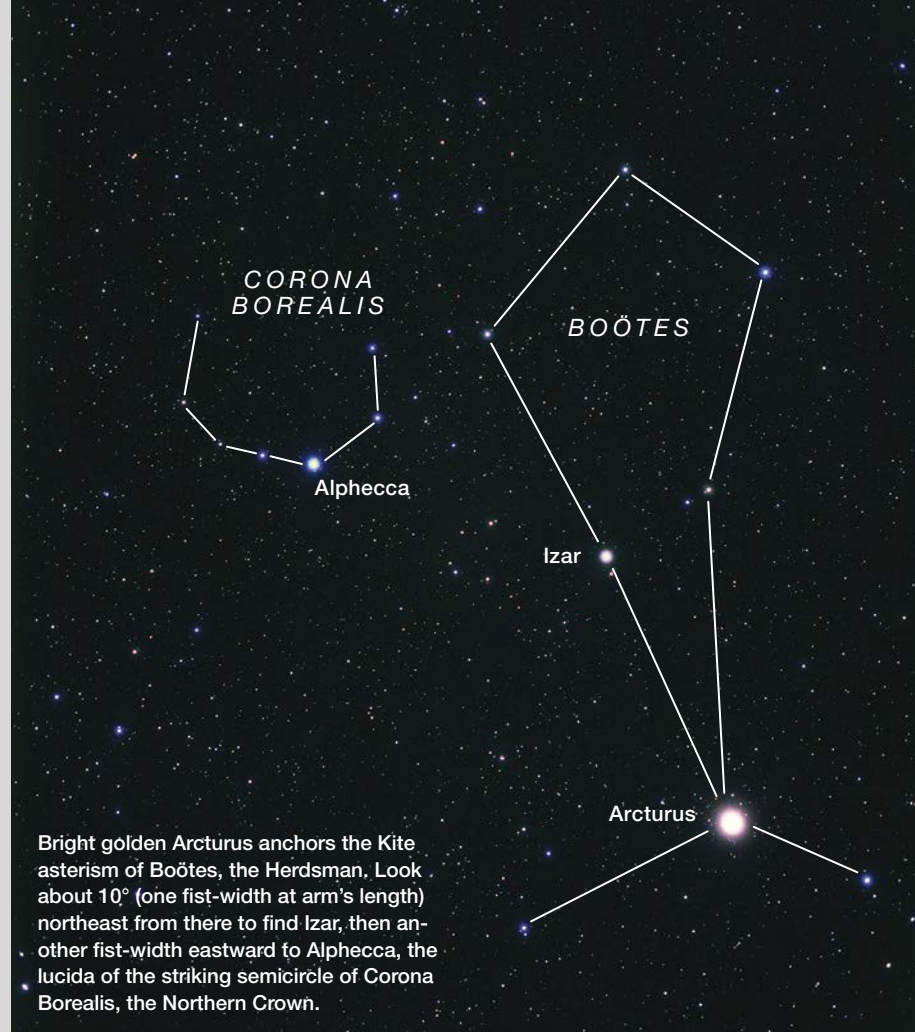 CORONA
BOREALIS
BOÖTES
Alphecca
Izar
Arcturus
Bright golden Arcturus anchors the Kite
asterism of Boötes, the Herdsman. Look
about 10° (one fist-width at arm's length)
northeast from there to find Izar, then an-
other fist-width eastward to Alphecca, the
lucida of the striking semicircle of Corona
Borealis, the Northern Crown.